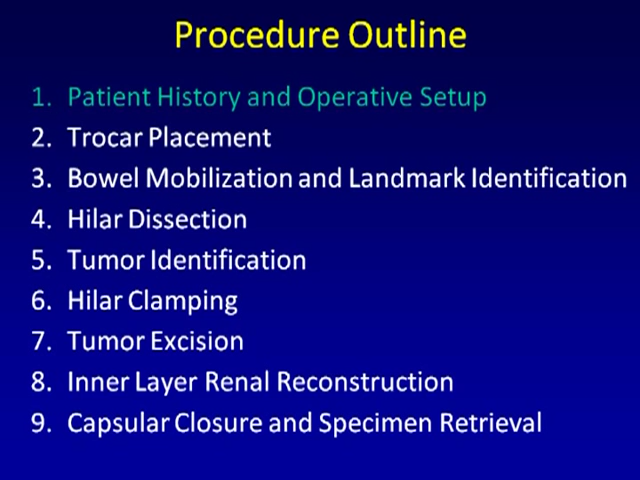 Procedure Outline
1. Patient History and Operative Setup
2. Trocar Placement
3. Bowel Mobilization and Landmark Identification
4. Hilar Dissection
5. Tumor Identification
6. Hilar Clamping
7. Tumor Excision
8. Inner Layer Renal Reconstruction
9. Capsular Closure and Specimen Retrieval